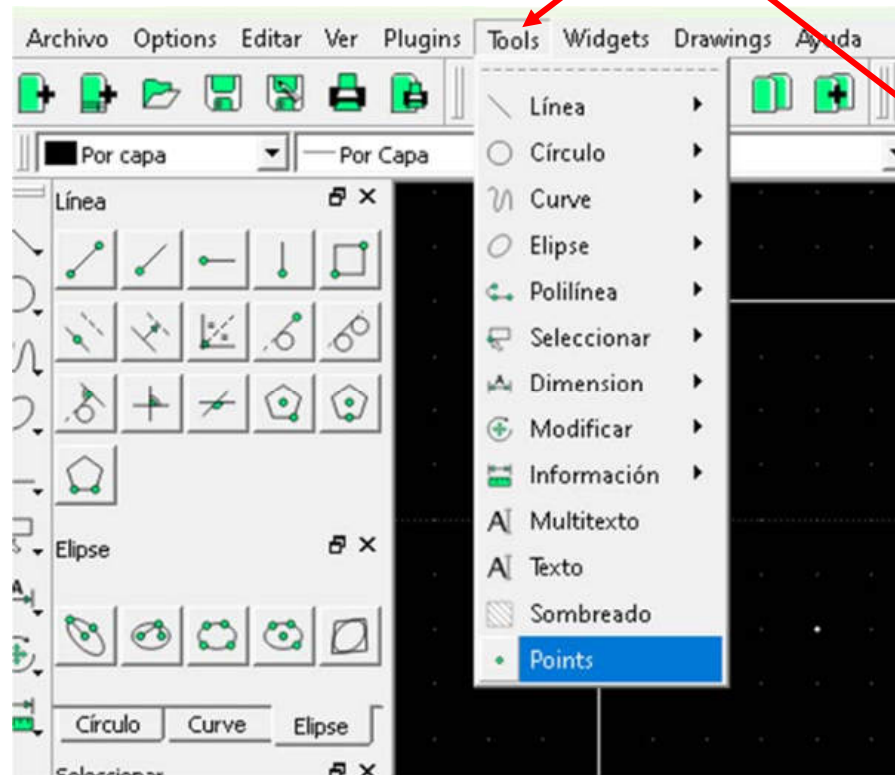 Archivo Options Editar Ver Plugins Tools Widgets Drawings Ayuda
Por capa Por Capa
Línea
Elipse
Círculo Curve Elipse
Seleccionar
Línea
Círculo
Curve
Elipse
Polilínea
Seleccionar
Dimension
Modificar
Información
Multitexto
Texto
Sombreado
Points